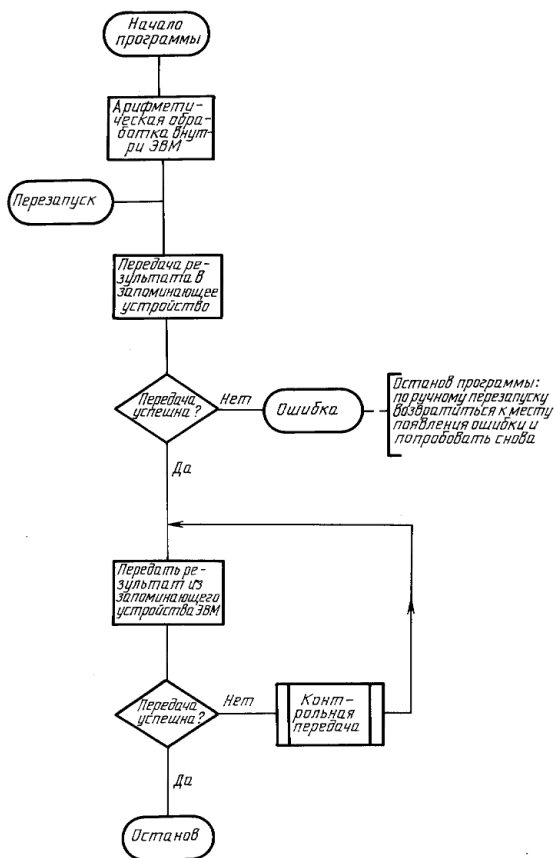 Начало
программы
Арифмети-
ческая обра-
ботка внут-
ри ЭВМ
Перезапуск
Передача ре-
зультата в
запоминающее
устройство
Передача
успешна?
Нет
Ошибка
Останов программы:
по ручному перезапуску
возвратиться к месту
появления ошибки и
попробовать снова
Да
Передать ре-
зультат из
запоминающего
устройства ЭВМ
Передача
успешна?
Нет
Конт-
рольная
передача
Да
Останов